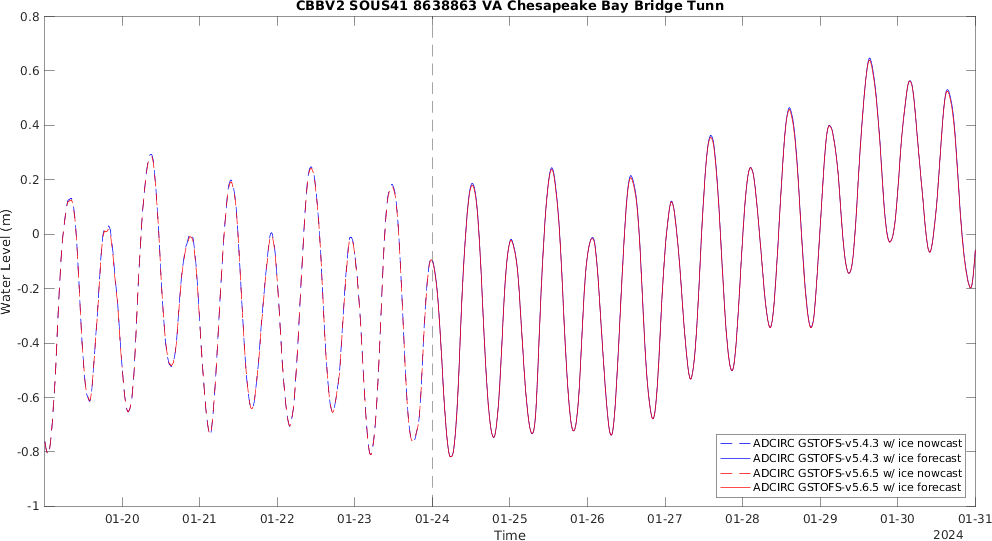 CBBV2 SOUS41 8638863 VA Chesapeake Bay Bridge Tunn
0.8
0.6
0.4
0.2
0
-0.2
-0.4
-0.6
-0.8
-1
Water Level (m)
ADCIRC GSTOFS-v5.4.3 w/ ice nowcast
ADCIRC GSTOFS-v5.4.3 w/ ice forecast
ADCIRC GSTOFS-v5.6.5 w/ ice nowcast
ADCIRC GSTOFS-v5.6.5 w/ ice forecast
01-20 01-21 01-22 01-23 01-24 01-25 01-26 01-27 01-28 01-29 01-30 01-31
Time
2024